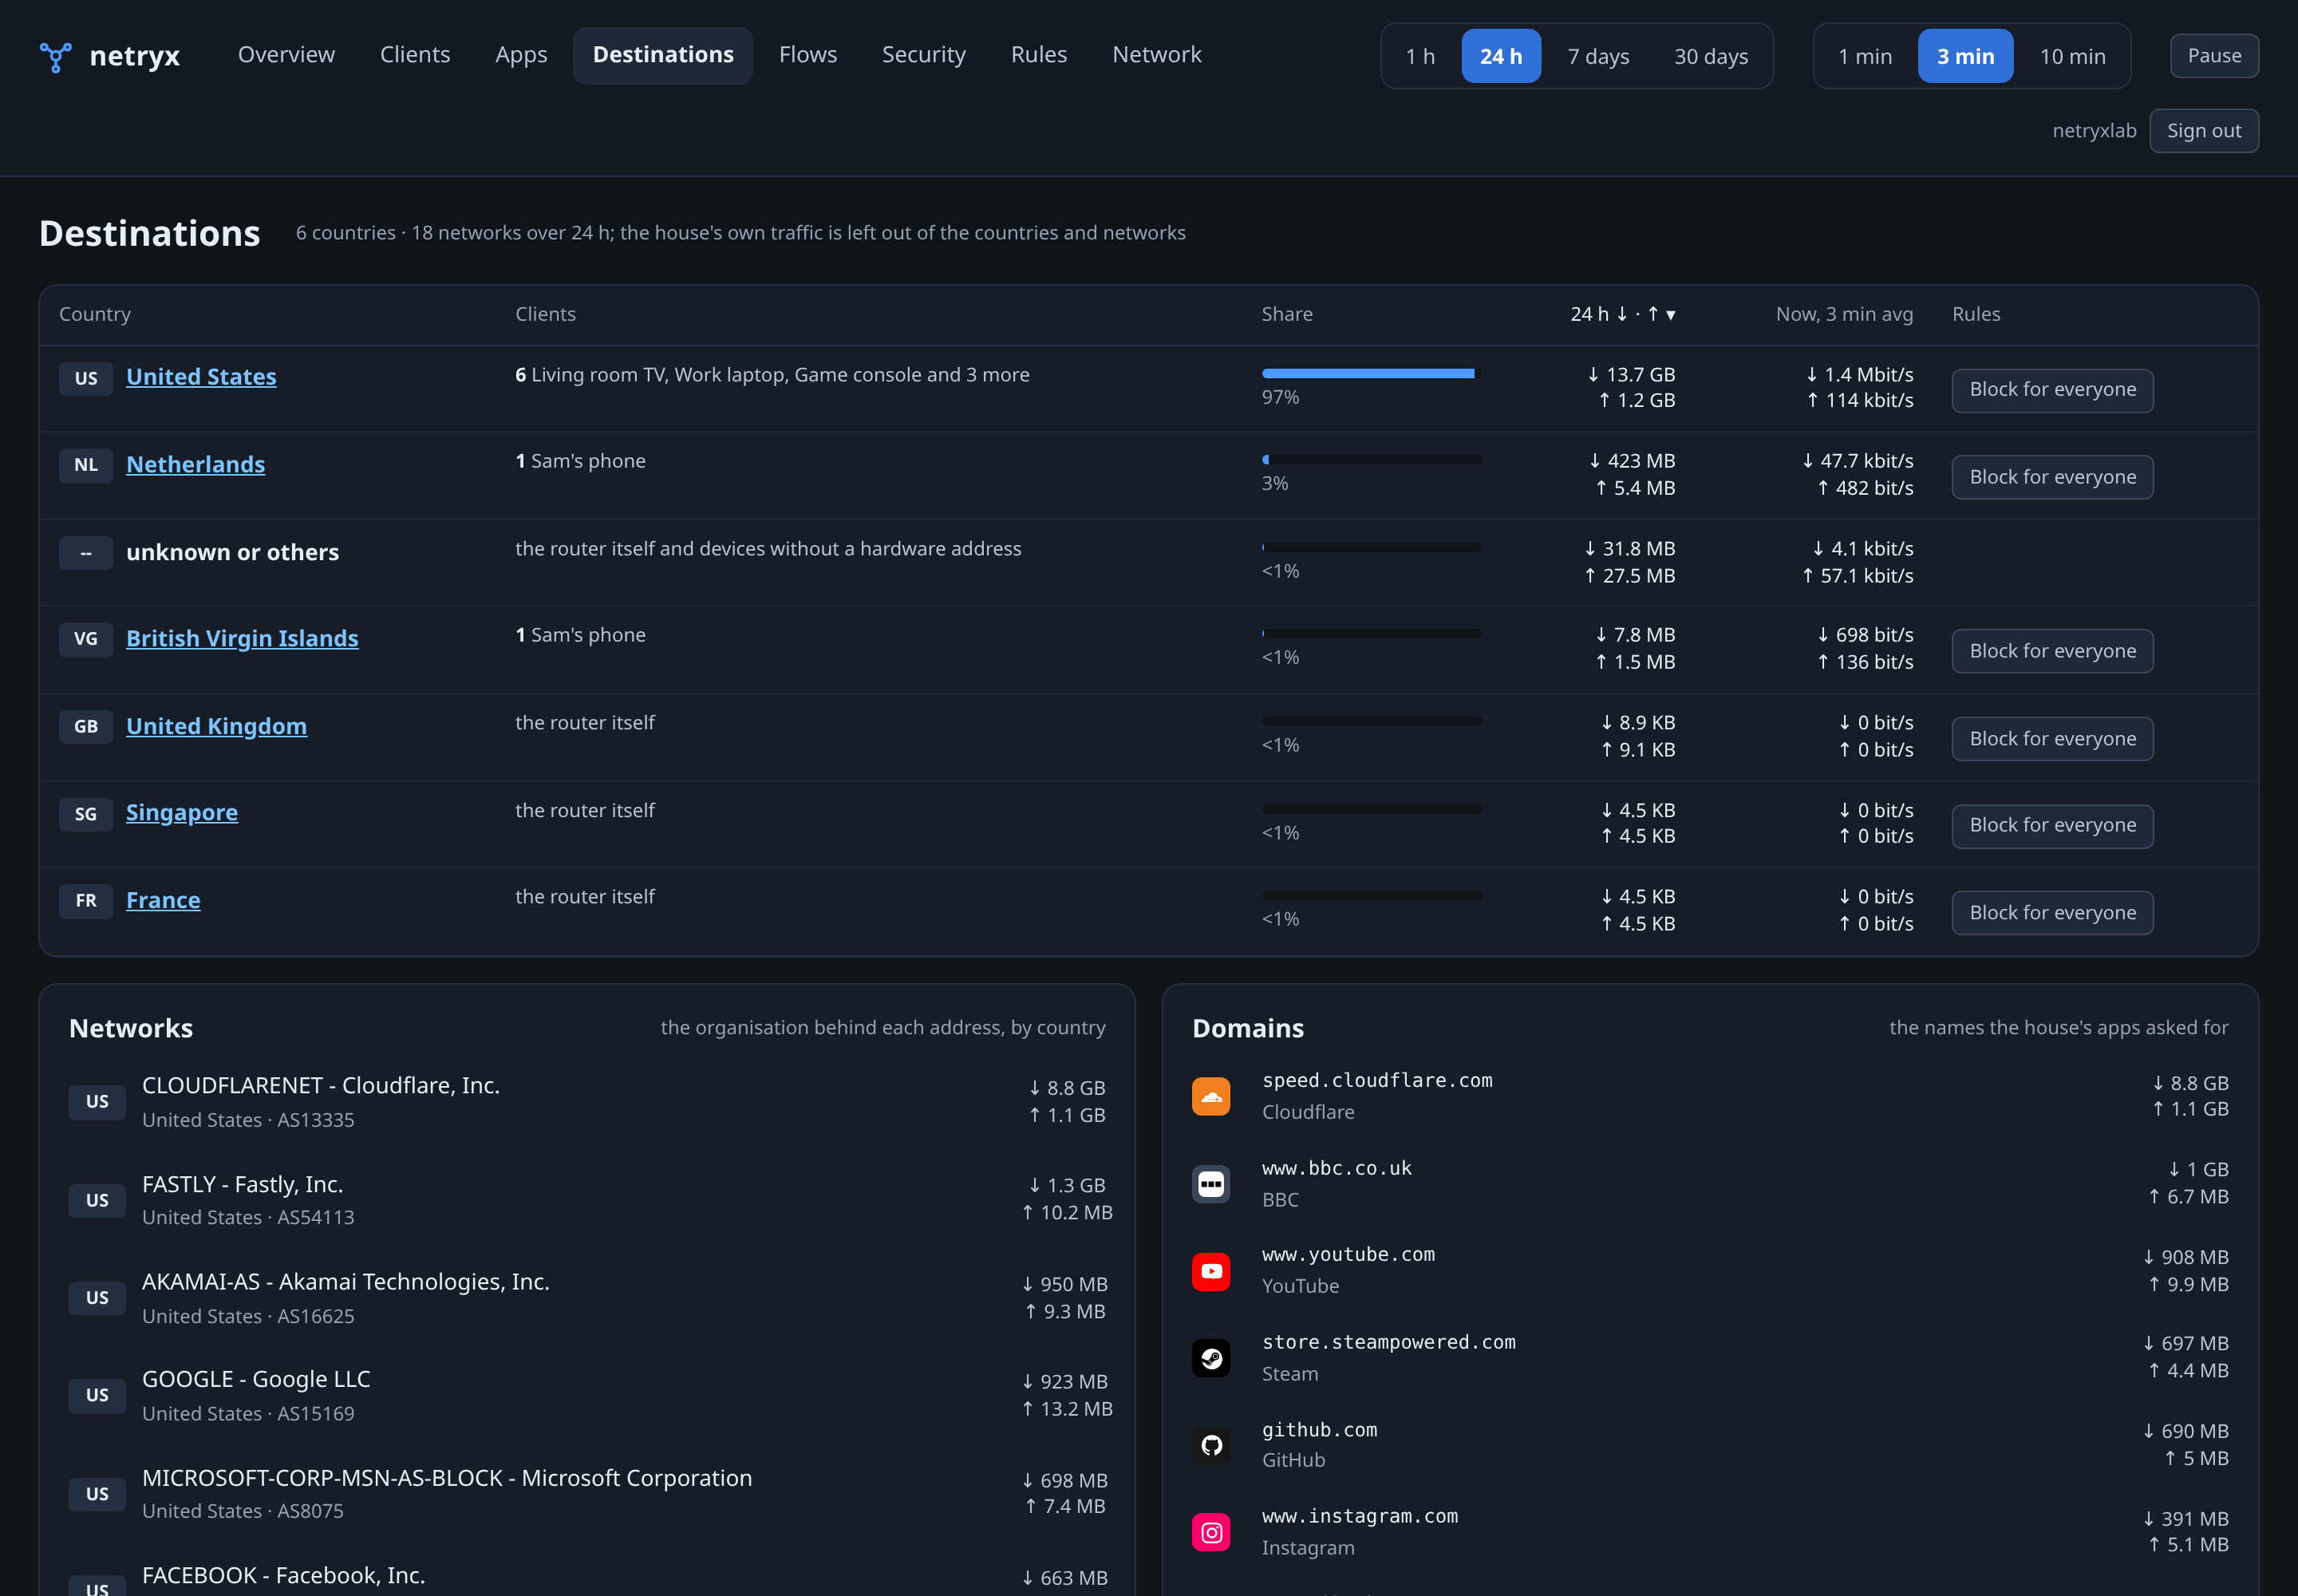 netryx Overview Clients Apps Destinations Flows Security Rules Network 1 h 24 h 7 days 30 days 1 min 3 min 10 min Pause
netryxlab Sign out
Destinations 6 countries · 18 networks over 24 h; the house's own traffic is left out of the countries and networks
Country Clients Share 24 h ↓ · ↑ ▾ Now, 3 min avg Rules
US United States 6 Living room TV, Work laptop, Game console and 3 more 97% ↓ 13.7 GB ↑ 1.2 GB ↓ 1.4 Mbit/s ↑ 114 kbit/s Block for everyone
NL Netherlands 1 Sam's phone 3% ↓ 423 MB ↑ 5.4 MB ↓ 47.7 kbit/s ↑ 482 bit/s Block for everyone
-- unknown or others the router itself and devices without a hardware address <1% ↓ 31.8 MB ↑ 27.5 MB ↓ 4.1 kbit/s ↑ 57.1 kbit/s
VG British Virgin Islands 1 Sam's phone <1% ↓ 7.8 MB ↑ 1.5 MB ↓ 698 bit/s ↑ 136 bit/s Block for everyone
GB United Kingdom the router itself <1% ↓ 8.9 KB ↑ 9.1 KB ↓ 0 bit/s ↑ 0 bit/s Block for everyone
SG Singapore the router itself <1% ↓ 4.5 KB ↑ 4.5 KB ↓ 0 bit/s ↑ 0 bit/s Block for everyone
FR France the router itself <1% ↓ 4.5 KB ↑ 4.5 KB ↓ 0 bit/s ↑ 0 bit/s Block for everyone
Networks the organisation behind each address, by country
US CLOUDFLARENET - Cloudflare, Inc. ↓ 8.8 GB
United States · AS13335 ↑ 1.1 GB
US FASTLY - Fastly, Inc. ↓ 1.3 GB
United States · AS54113 ↑ 10.2 MB
US AKAMAI-AS - Akamai Technologies, Inc. ↓ 950 MB
United States · AS16625 ↑ 9.3 MB
US GOOGLE - Google LLC ↓ 923 MB
United States · AS15169 ↑ 13.2 MB
US MICROSOFT-CORP-MSN-AS-BLOCK - Microsoft Corporation ↓ 698 MB
United States · AS8075 ↑ 7.4 MB
US FACEBOOK - Facebook, Inc. ↓ 663 MB
Domains the names the house's apps asked for
speed.cloudflare.com ↓ 8.8 GB
Cloudflare ↑ 1.1 GB
www.bbc.co.uk ↓ 1 GB
BBC ↑ 6.7 MB
www.youtube.com ↓ 908 MB
YouTube ↑ 9.9 MB
store.steampowered.com ↓ 697 MB
Steam ↑ 4.4 MB
github.com ↓ 690 MB
GitHub ↑ 5 MB
www.instagram.com ↓ 391 MB
Instagram ↑ 5.1 MB